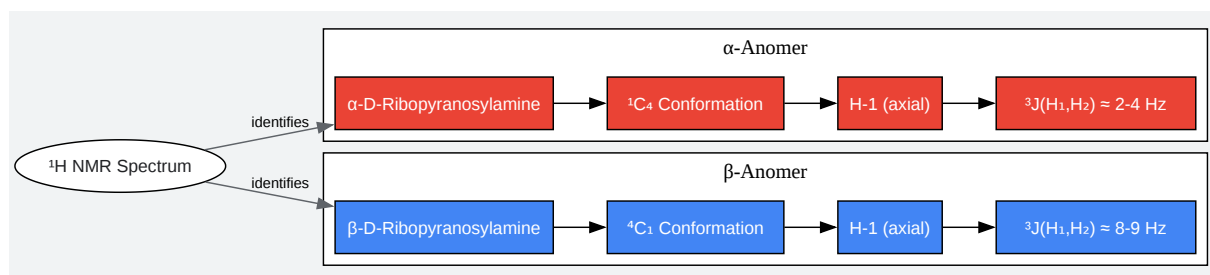 α-Anomer
α-D-Ribopyranosylamine
¹C₄ Conformation
H-1 (axial)
³J(H₁,H₂) ≈ 2-4 Hz
identifies
¹H NMR Spectrum
identifies
β-Anomer
β-D-Ribopyranosylamine
⁴C₁ Conformation
H-1 (axial)
³J(H₁,H₂) ≈ 8-9 Hz